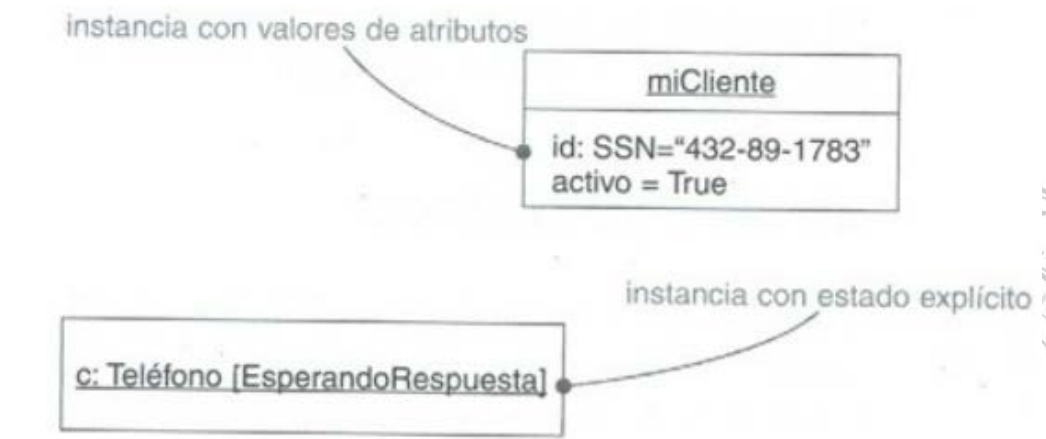 instancia con valores de atributos
miCliente
id: SSN=“432-89-1783”
activo = True
instancia con estado explícito
c: Teléfono [EsperandoRespuesta]